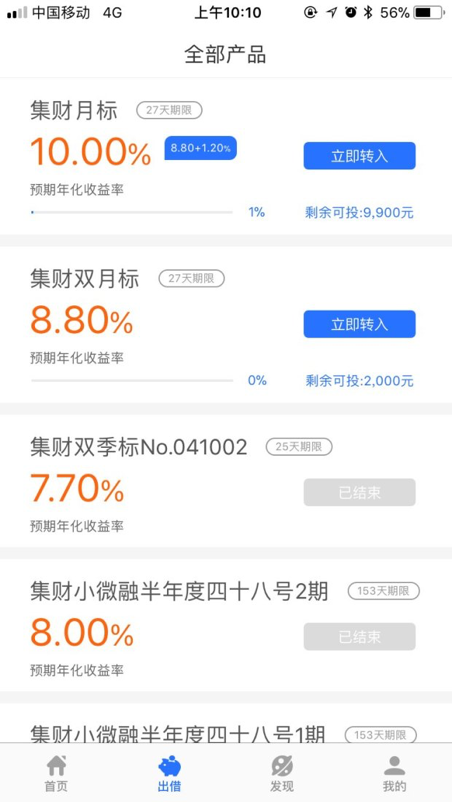 中国移动 4G 上午10:10 56%
全部产品
集财月标 27天期限
10.00% 8.80+1.20% 立即转入
预期年化收益率
1% 剩余可投:9,900元
集财双月标 27天期限
8.80% 立即转入
预期年化收益率
0% 剩余可投:2,000元
集财双季标No.041002 25天期限
7.70% 已结束
预期年化收益率
集财小微融半年度四十八号2期 153天期限
8.00% 已结束
预期年化收益率
集财小微融半年度四十八号1期 153天期限
首页 出借 发现 我的